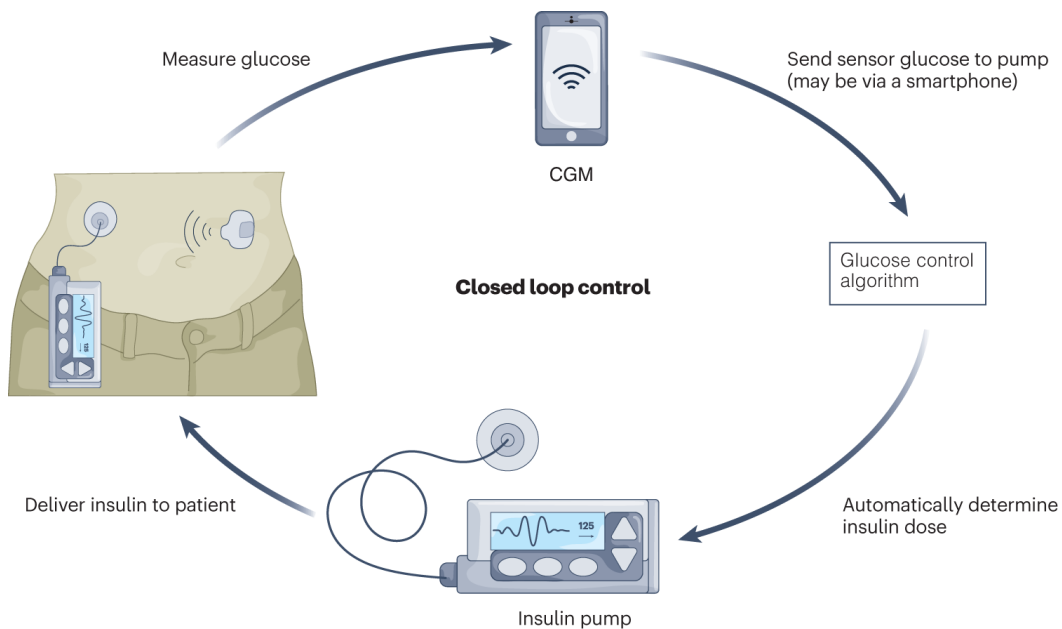 Measure glucose
Send sensor glucose to pump
(may be via a smartphone)
CGM
Glucose control
algorithm
Closed loop control
125
125
Deliver insulin to patient
Automatically determine
insulin dose
Insulin pump